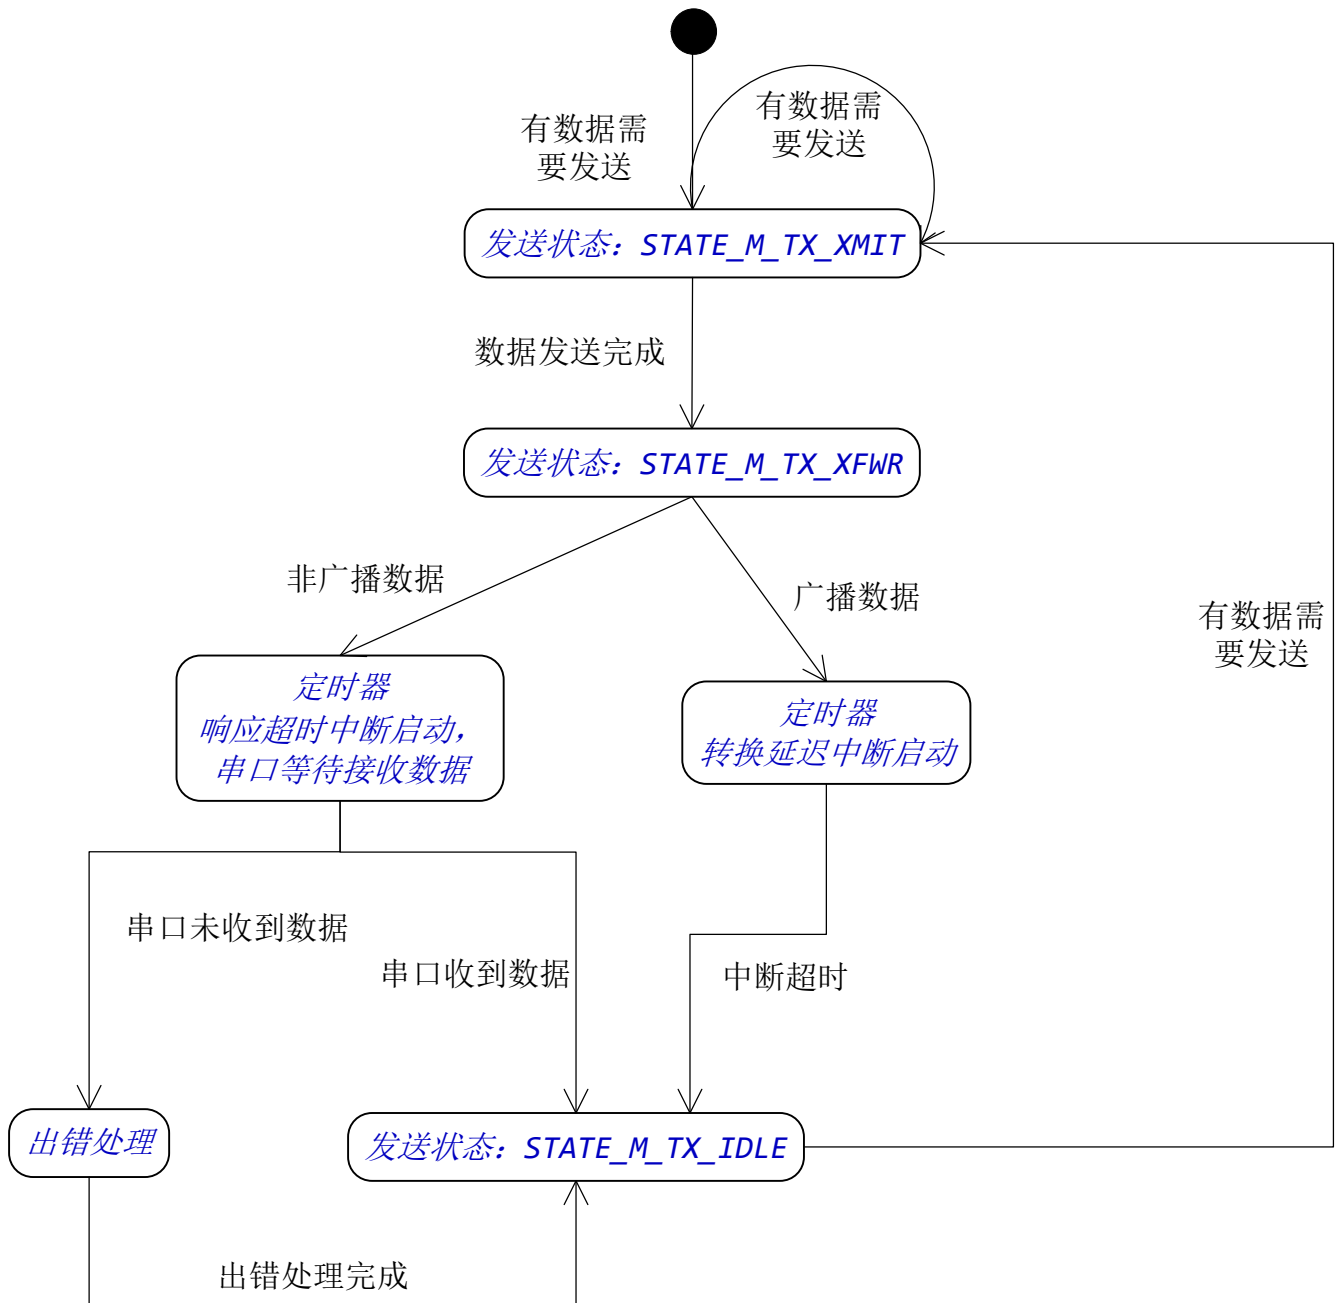 有数据需
要发送
有数据需
要发送
发送状态：STATE_M_TX_XMIT
数据发送完成
发送状态：STATE_M_TX_XFWR
非广播数据
广播数据
有数据需
要发送
定时器
响应超时中断启动，
串口等待接收数据
定时器
转换延迟中断启动
串口未收到数据
串口收到数据
中断超时
出错处理
发送状态：STATE_M_TX_IDLE
出错处理完成